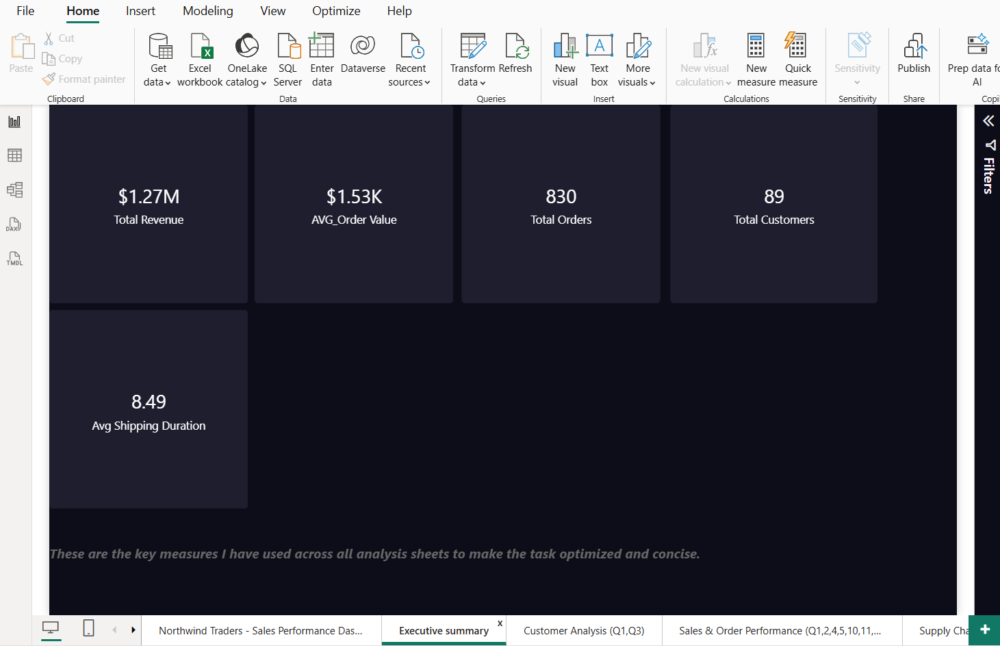 File Home Insert Modeling View Optimize Help
Paste
Cut
Copy
Format painter
Clipboard
Get data
Excel workbook
OneLake catalog
SQL Server
Enter data
Dataverse
Recent sources
Data
Transform data
Refresh
Queries
New visual
A
Text box
More visuals
Insert
New visual calculation
New measure
Quick measure
Calculations
Sensitivity
Sensitivity
Publish
Share
Prep data fo
AI
Copil
DAX
TMDL
$1.27M
Total Revenue
$1.53K
AVG_Order Value
830
Total Orders
89
Total Customers
8.49
Avg Shipping Duration
These are the key measures I have used across all analysis sheets to make the task optimized and concise.
Filters
Northwind Traders - Sales Performance Das...
Executive summary
x
Customer Analysis (Q1,Q3)
Sales & Order Performance (Q1,2,4,5,10,11,...
Supply Cha